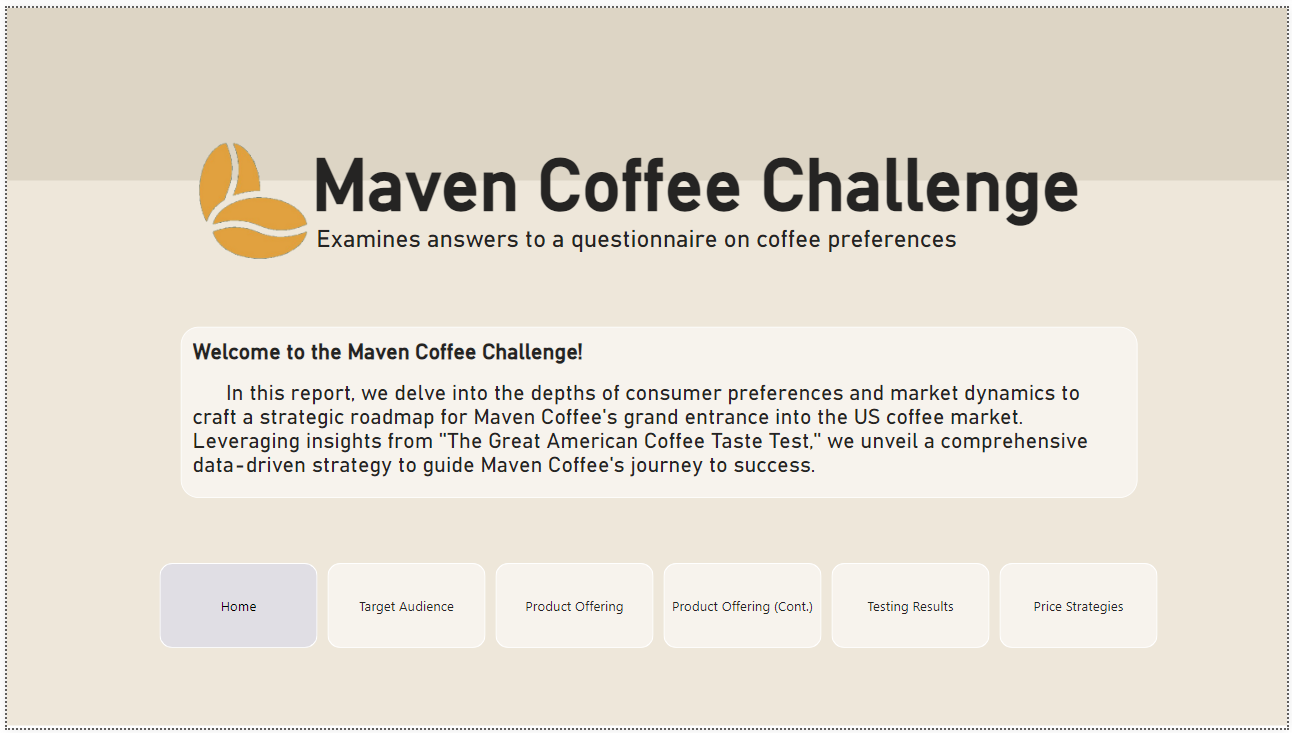 Maven Coffee Challenge
Examines answers to a questionnaire on coffee preferences
Welcome to the Maven Coffee Challenge!
In this report, we delve into the depths of consumer preferences and market dynamics to
craft a strategic roadmap for Maven Coffee's grand entrance into the US coffee market.
Leveraging insights from "The Great American Coffee Taste Test," we unveil a comprehensive
data-driven strategy to guide Maven Coffee's journey to success.
Home
Target Audience
Product Offering
Product Offering (Cont.)
Testing Results
Price Strategies